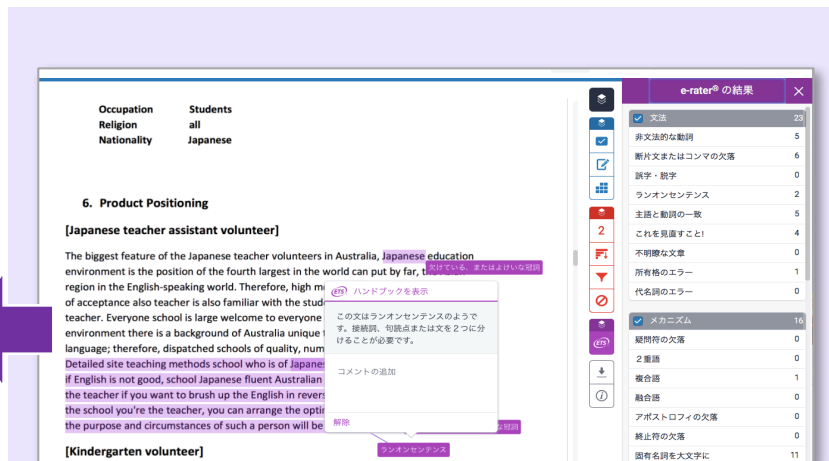 Occupation Students
Religion all
Nationality Japanese
6. Product Positioning
[Japanese teacher assistant volunteer]
The biggest feature of the Japanese teacher volunteers in Australia, Japanese education
environment is the position of the fourth largest in the world can put by far,
欠けている、またはよけいな冠詞
region in the English-speaking world. Therefore, high
of acceptance also teacher is also familiar with the
teacher. Everyone school is large welcome to everyone
environment there is a background of Australia unique
language; therefore, dispatched schools of quality,
Detailed site teaching methods school who is of
if English is not good, school Japanese fluent Australian
the teacher if you want to brush up the English in
the school you're the teacher, you can arrange the
the purpose and circumstances of such a person will be
[Kindergarten volunteer]
ETS ハンドブックを表示
この文はランオンセンテンスのようで
す。接続詞、句読点または文を2つに分
けることが必要です。
コメントの追加
解除
ランオンセンテンス
2
ETS
e-rater® の結果
文法 23
非文法的な動詞 5
断片文またはコンマの欠落 6
誤字・脱字 0
ランオンセンテンス 2
主語と動詞の一致 5
これを見直すこと! 4
不明瞭な文章 0
所有格のエラー 1
代名詞のエラー 0
メカニズム 16
疑問符の欠落 0
2重語 0
複合語 1
融合語 0
アポストロフィの欠落 0
終止符の欠落 0
固有名詞を大文字に 11